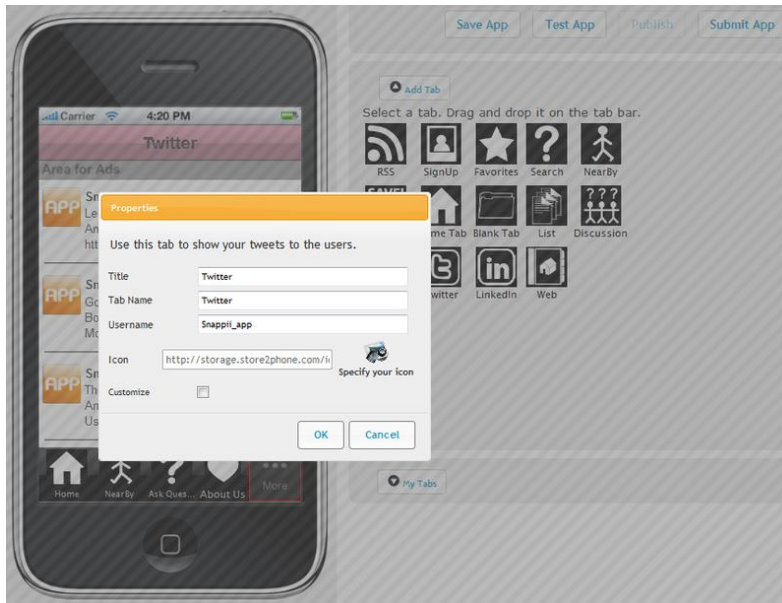 Save App
Test App
Publish
Submit App
Add Tab
Select a tab. Drag and drop it on the tab bar.
RSS
SignUp
Favorites
Search
NearBy
Blank Tab
List
Discussion
LinkedIn
Web
My Tabs
Carrier
4:20 PM
Twitter
Area for Ads
APP
APP
APP
Properties
Use this tab to show your tweets to the users.
Title
Twitter
Tab Name
Twitter
Username
Snappii_app
Icon
http://storage.store2phone.com/i
Specify your icon
Customize
OK
Cancel
Home
NearBy
Ask Ques...
About Us
More